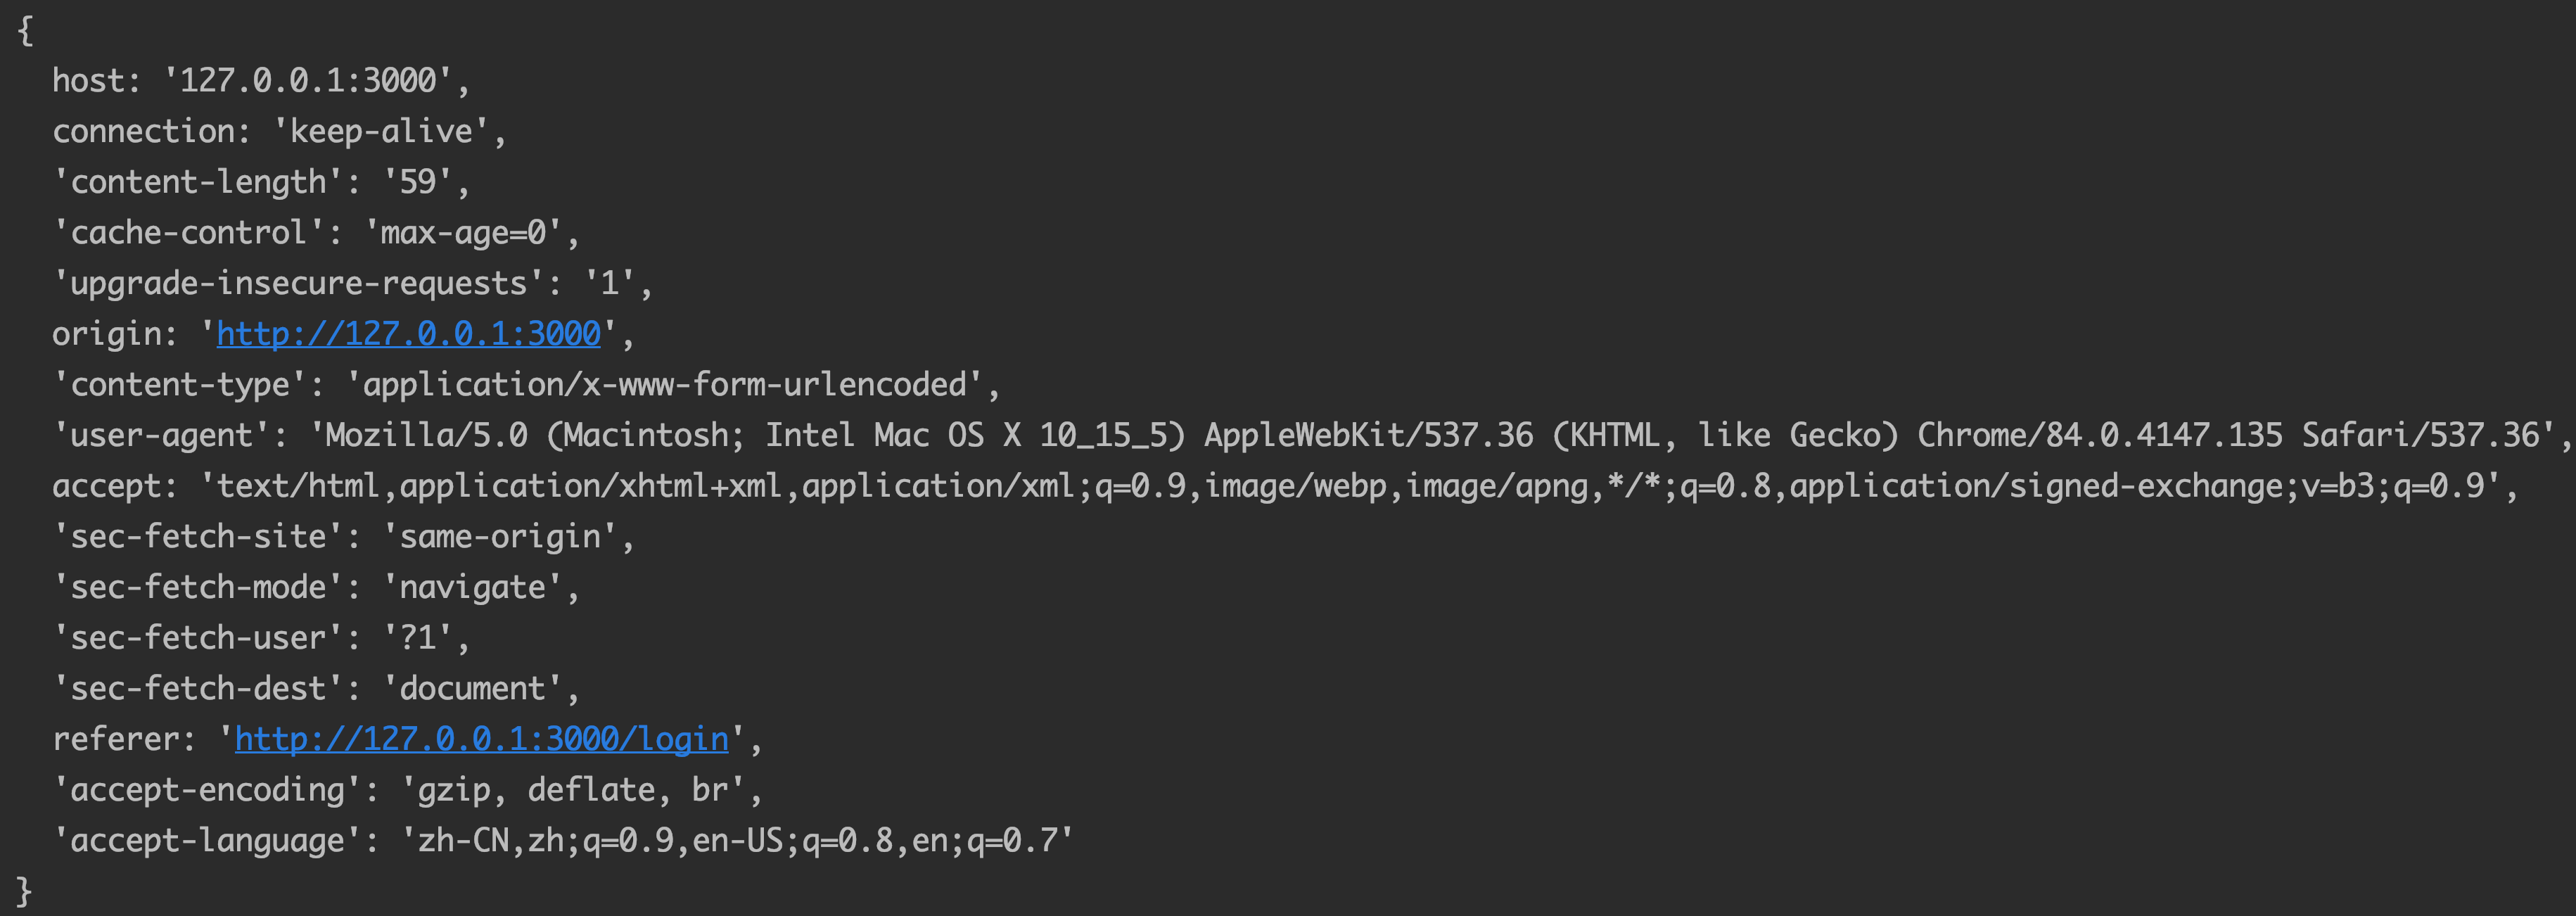 {
host: '127.0.0.1:3000',
connection: 'keep-alive',
'content-length': '59',
'cache-control': 'max-age=0',
'upgrade-insecure-requests': '1',
origin: 'http://127.0.0.1:3000',
'content-type': 'application/x-www-form-urlencoded',
'user-agent': 'Mozilla/5.0 (Macintosh; Intel Mac OS X 10_15_5) AppleWebKit/537.36 (KHTML, like Gecko) Chrome/84.0.4147.135 Safari/537.36',
accept: 'text/html,application/xhtml+xml,application/xml;q=0.9,image/webp,image/apng,*/*;q=0.8,application/signed-exchange;v=b3;q=0.9',
'sec-fetch-site': 'same-origin',
'sec-fetch-mode': 'navigate',
'sec-fetch-user': '?1',
'sec-fetch-dest': 'document',
referer: 'http://127.0.0.1:3000/login',
'accept-encoding': 'gzip, deflate, br',
'accept-language': 'zh-CN,zh;q=0.9,en-US;q=0.8,en;q=0.7'
}